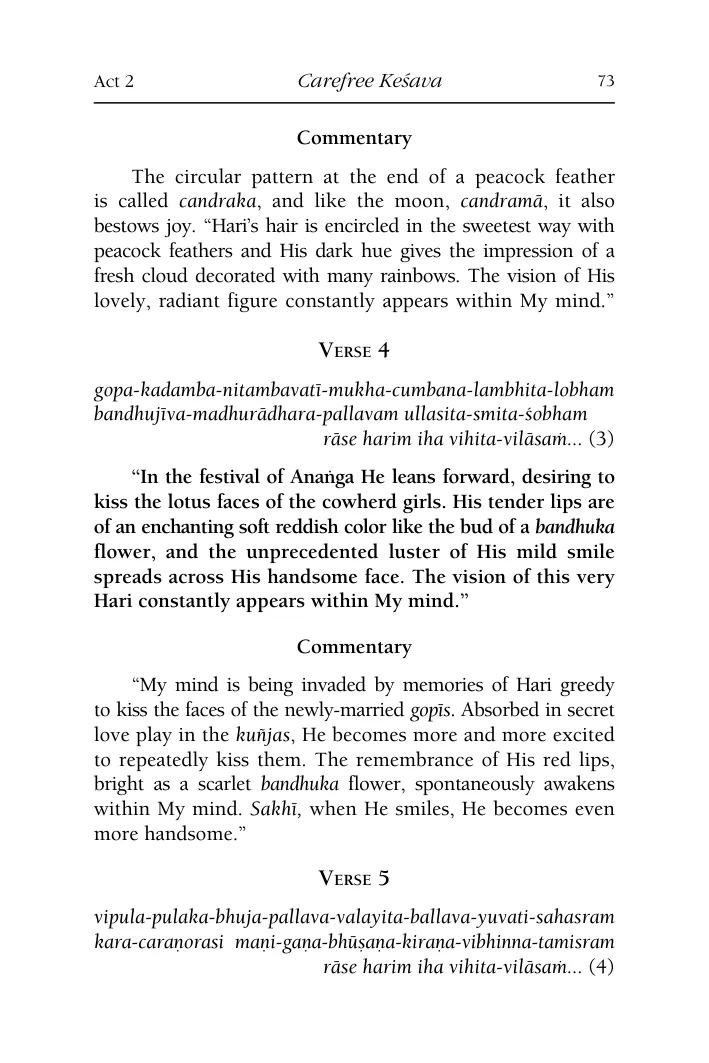 Act 2 Carefree Keśava 73
Commentary
The circular pattern at the end of a peacock feather
is called candraka, and like the moon, candramā, it also
bestows joy. “Hari’s hair is encircled in the sweetest way with
peacock feathers and His dark hue gives the impression of a
fresh cloud decorated with many rainbows. The vision of His
lovely, radiant figure constantly appears within My mind.”
Verse 4
gopa-kadamba-nitambavatī-mukha-cumbana-lambhita-lobham
bandhujīva-madhurādhara-pallavam ullasita-smita-śobham
rāse harim iha vihita-vilāsaṁ... (3)
“In the festival of Anaṅga He leans forward, desiring to
kiss the lotus faces of the cowherd girls. His tender lips are
of an enchanting soft reddish color like the bud of a bandhuka
flower, and the unprecedented luster of His mild smile
spreads across His handsome face. The vision of this very
Hari constantly appears within My mind.”
Commentary
“My mind is being invaded by memories of Hari greedy
to kiss the faces of the newly-married gopīs. Absorbed in secret
love play in the kuñjas, He becomes more and more excited
to repeatedly kiss them. The remembrance of His red lips,
bright as a scarlet bandhuka flower, spontaneously awakens
within My mind. Sakhī, when He smiles, He becomes even
more handsome.”
Verse 5
vipula-pulaka-bhuja-pallava-valayita-ballava-yuvati-sahasram
kara-caraṇorasi maṇi-gaṇa-bhūṣaṇa-kiraṇa-vibhinna-tamisram
rāse harim iha vihita-vilāsaṁ... (4)